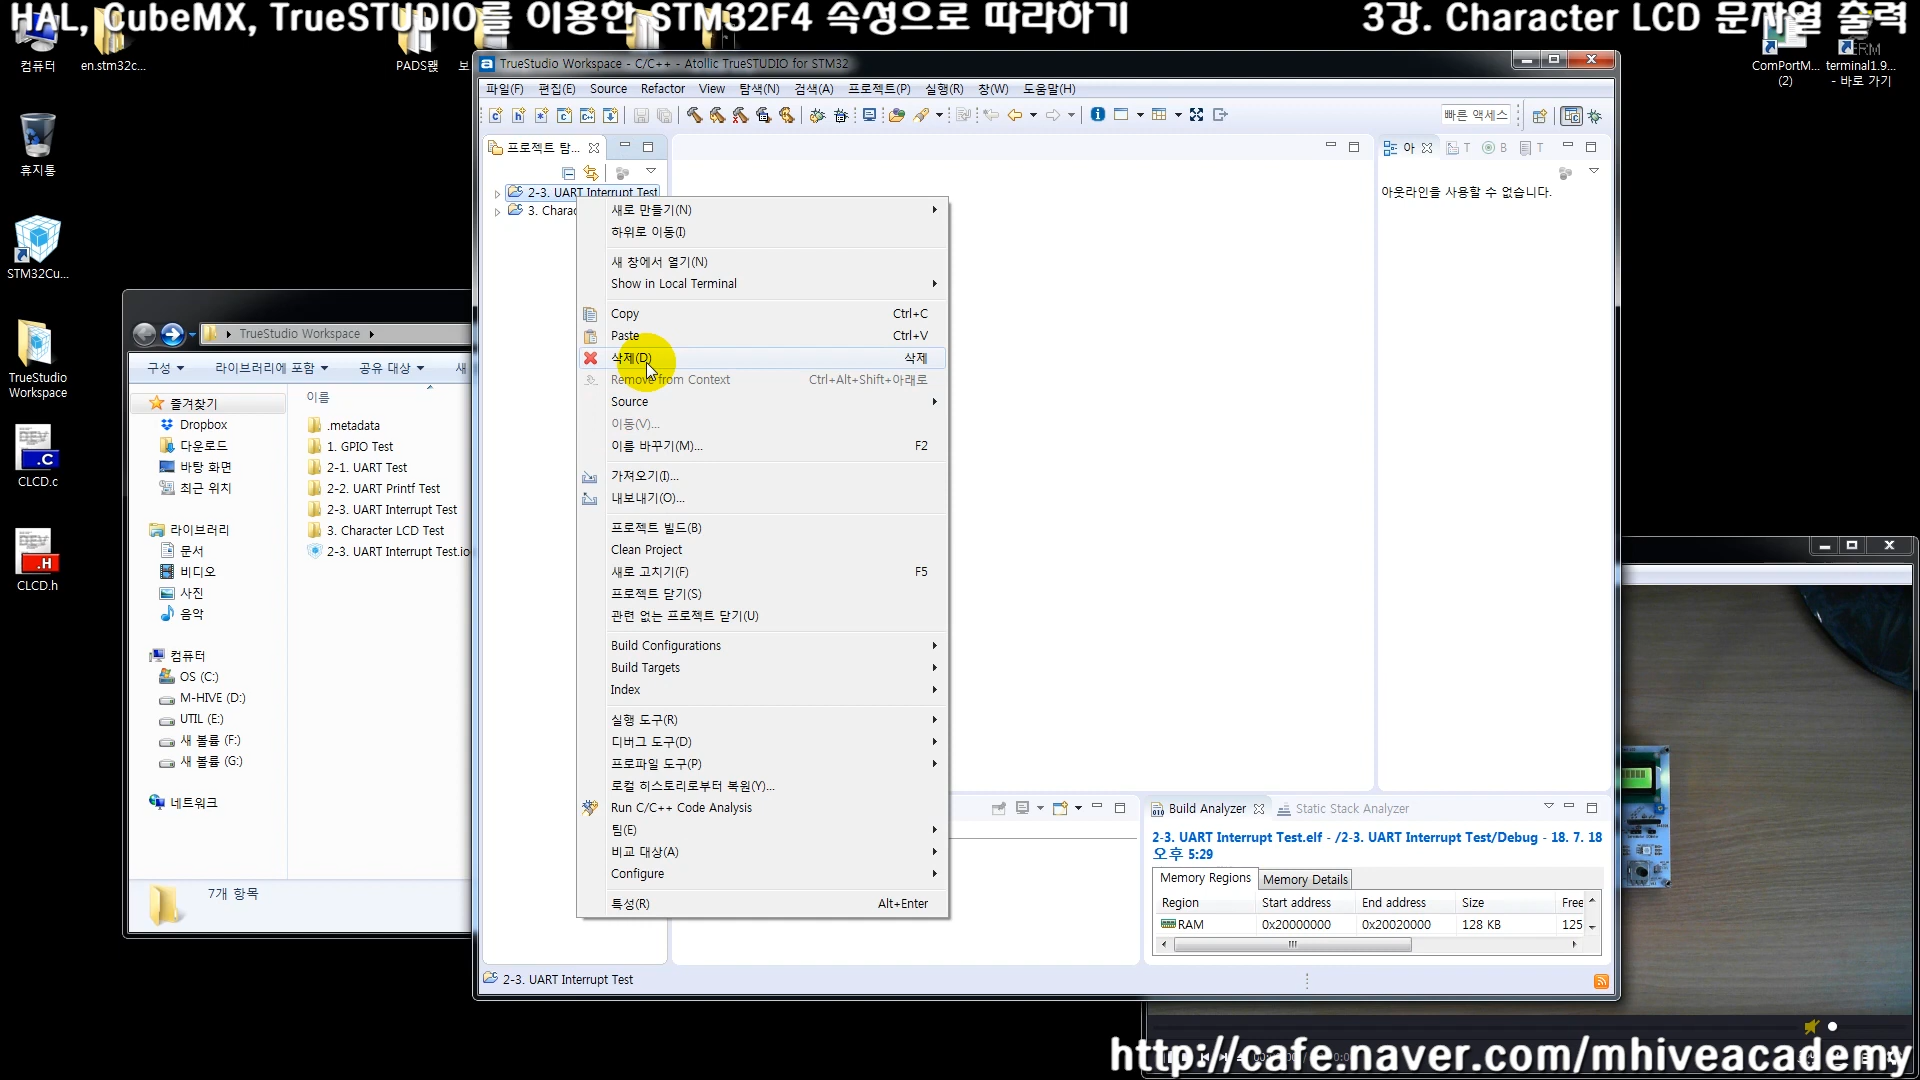 HAL, CubeMX, TrueSTUDIO를 이용한 STM32F4 속성으로 따라하기
3강. Character LCD 문자열 출력
컴퓨터
en.stm32c...
PADS맵
ComPortM... (2)
terminal1.9... - 바로 가기
휴지통
STM32Cu...
TrueStudio Workspace
CLCD.c
CLCD.h
TrueStudio Workspace - C/C++ - Atollic TrueSTUDIO for STM32
파일(F) 편집(E) Source Refactor View 탐색(N) 검색(A) 프로젝트(P) 실행(R) 창(W) 도움말(H)
빠른 액세스
프로젝트 탐...
2-3. UART Interrupt Test
3. Charac
아
T
B
T
아웃라인을 사용할 수 없습니다.
새로 만들기(N)
하위로 이동(I)
새 창에서 열기(N)
Show in Local Terminal
Copy Ctrl+C
Paste Ctrl+V
삭제(D) 삭제
Remove from Context Ctrl+Alt+Shift+아래로
Source
이동(V)...
이름 바꾸기(M)... F2
가져오기(I)...
내보내기(O)...
프로젝트 빌드(B)
Clean Project
새로 고치기(F) F5
프로젝트 닫기(S)
관련 없는 프로젝트 닫기(U)
Build Configurations
Build Targets
Index
실행 도구(R)
디버그 도구(D)
프로파일 도구(P)
로컬 히스토리로부터 복원(Y)...
Run C/C++ Code Analysis
팀(E)
비교 대상(A)
Configure
특성(R) Alt+Enter
TrueStudio Workspace
구성 라이브러리에 포함 공유 대상 새
이름
즐겨찾기
Dropbox
다운로드
바탕 화면
최근 위치
라이브러리
문서
비디오
사진
음악
컴퓨터
OS (C:)
M-HIVE (D:)
UTIL (E:)
새 볼륨 (F:)
새 볼륨 (G:)
네트워크
.metadata
1. GPIO Test
2-1. UART Test
2-2. UART Printf Test
2-3. UART Interrupt Test
3. Character LCD Test
2-3. UART Interrupt Test.io
7개 항목
Build Analyzer
Static Stack Analyzer
2-3. UART Interrupt Test.elf - /2-3. UART Interrupt Test/Debug - 18. 7. 18
오후 5:29
Memory Regions Memory Details
Region Start address End address Size Free
RAM 0x20000000 0x20020000 128 KB 125
2-3. UART Interrupt Test
http://cafe.naver.com/mhiveacademy